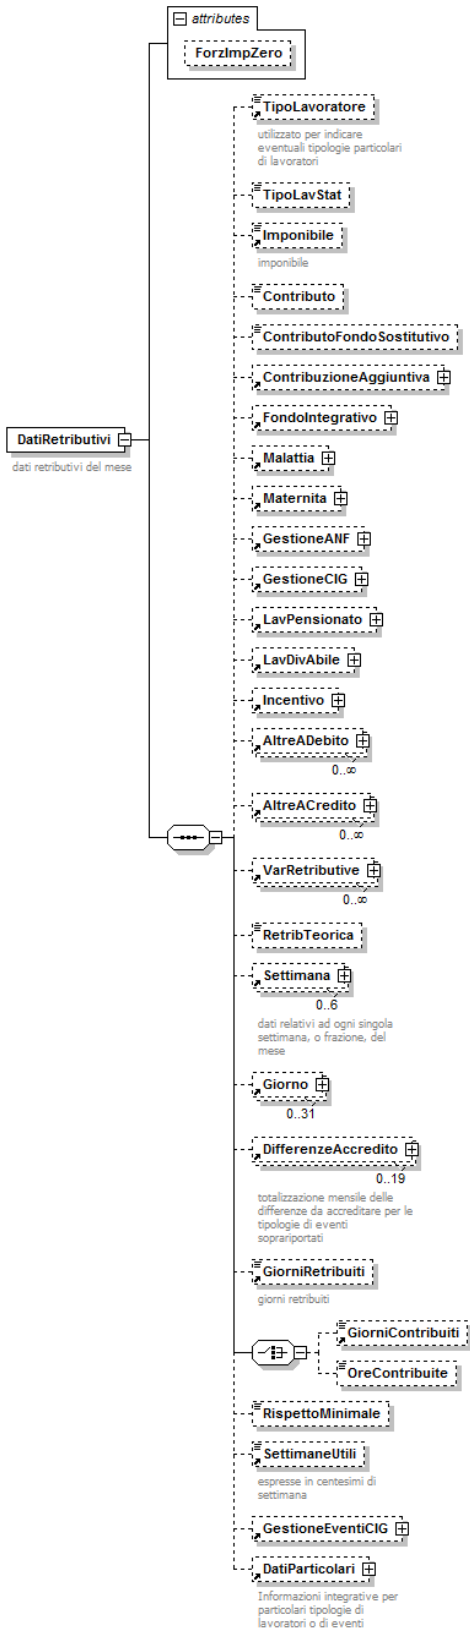 attributes
ForzImpZero
TipoLavoratore
utilizzato per indicare
eventuali tipologie particolari
di lavoratori
TipoLavStat
Imponibile
imponibile
Contributo
ContributoFondoSostitutivo
ContribuzioneAggiuntiva
FondoIntegrativo
DatiRetributivi
dati retributivi del mese
Malattia
Maternita
GestioneANF
GestioneCIG
LavPensionato
LavDivAbile
Incentivo
AltreADebito
0..∞
AltreACredito
0..∞
VarRetributive
0..∞
RetribTeorica
Settimana
0..6
dati relativi ad ogni singola
settimana, o frazione, del
mese
Giorno
0..31
DifferenzeAccredito
0..19
totalizzazione mensile delle
differenze da accreditare per le
tipologie di eventi
soprariportati
GiorniRetribuiti
giorni retribuiti
GiorniContribuiti
OreContribuite
RispettoMinimale
SettimaneUtili
espresse in centesimi di
settimana
GestioneEventiCIG
DatiParticolari
Informazioni integrative per
particolari tipologie di
lavoratori o di eventi